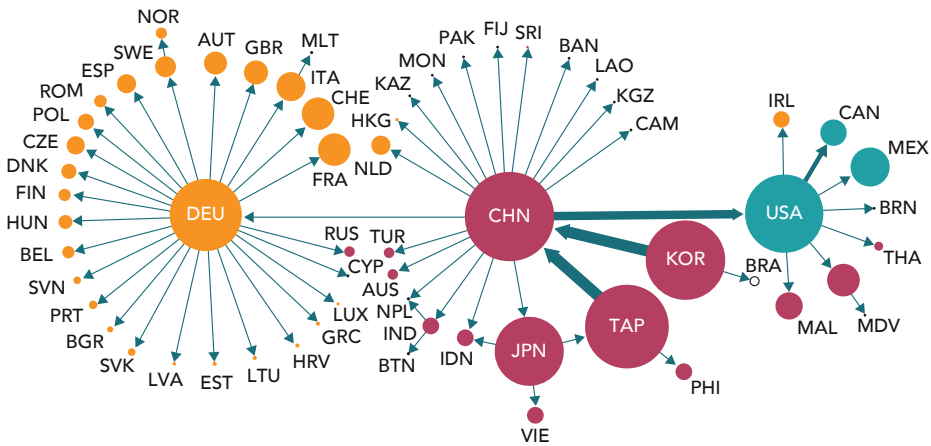 NOR
SWE
AUT
GBR
MLT
ESP
ITA
ROM
CHE
POL
CZE
DNK
FRA
FIN
HUN
DEU
BEL
SVN
PRT
BGR
SVK
LVA
EST
LTU
HRV
GRC
LUX
CYP
RUS
PAK
FIJ
SRI
MON
BAN
KAZ
LAO
HKG
KGZ
NLD
CAM
CHN
TUR
AUS
NPL
IND
BTN
IDN
JPN
VIE
TAP
PHI
KOR
BRA
IRL
CAN
MEX
USA
BRN
THA
MAL
MDV